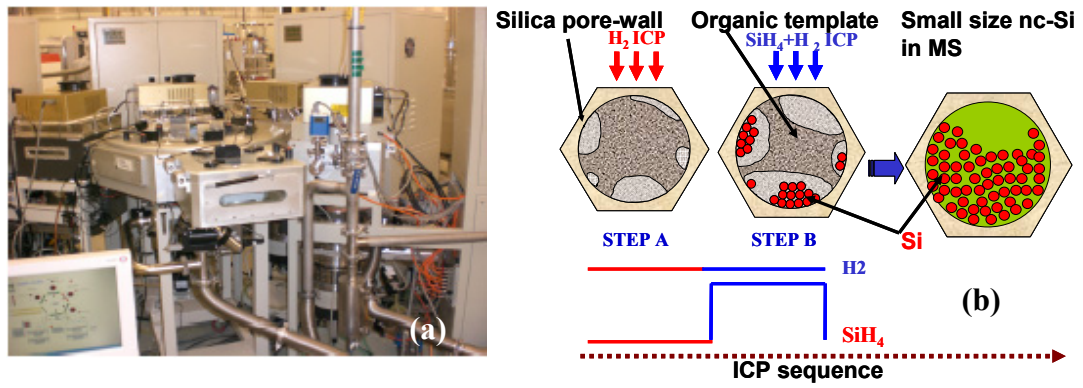 (a)
Silica pore-wall
Organic template
Small size nc-Si
in MS
H2 ICP
SiH4+H 2 ICP
STEP A
STEP B
Si
H2
(b)
SiH4
ICP sequence